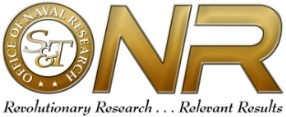 OFFICE OF NAVAL RESEARCH
S&T
ONR
Revolutionary Research . . . Relevant Results